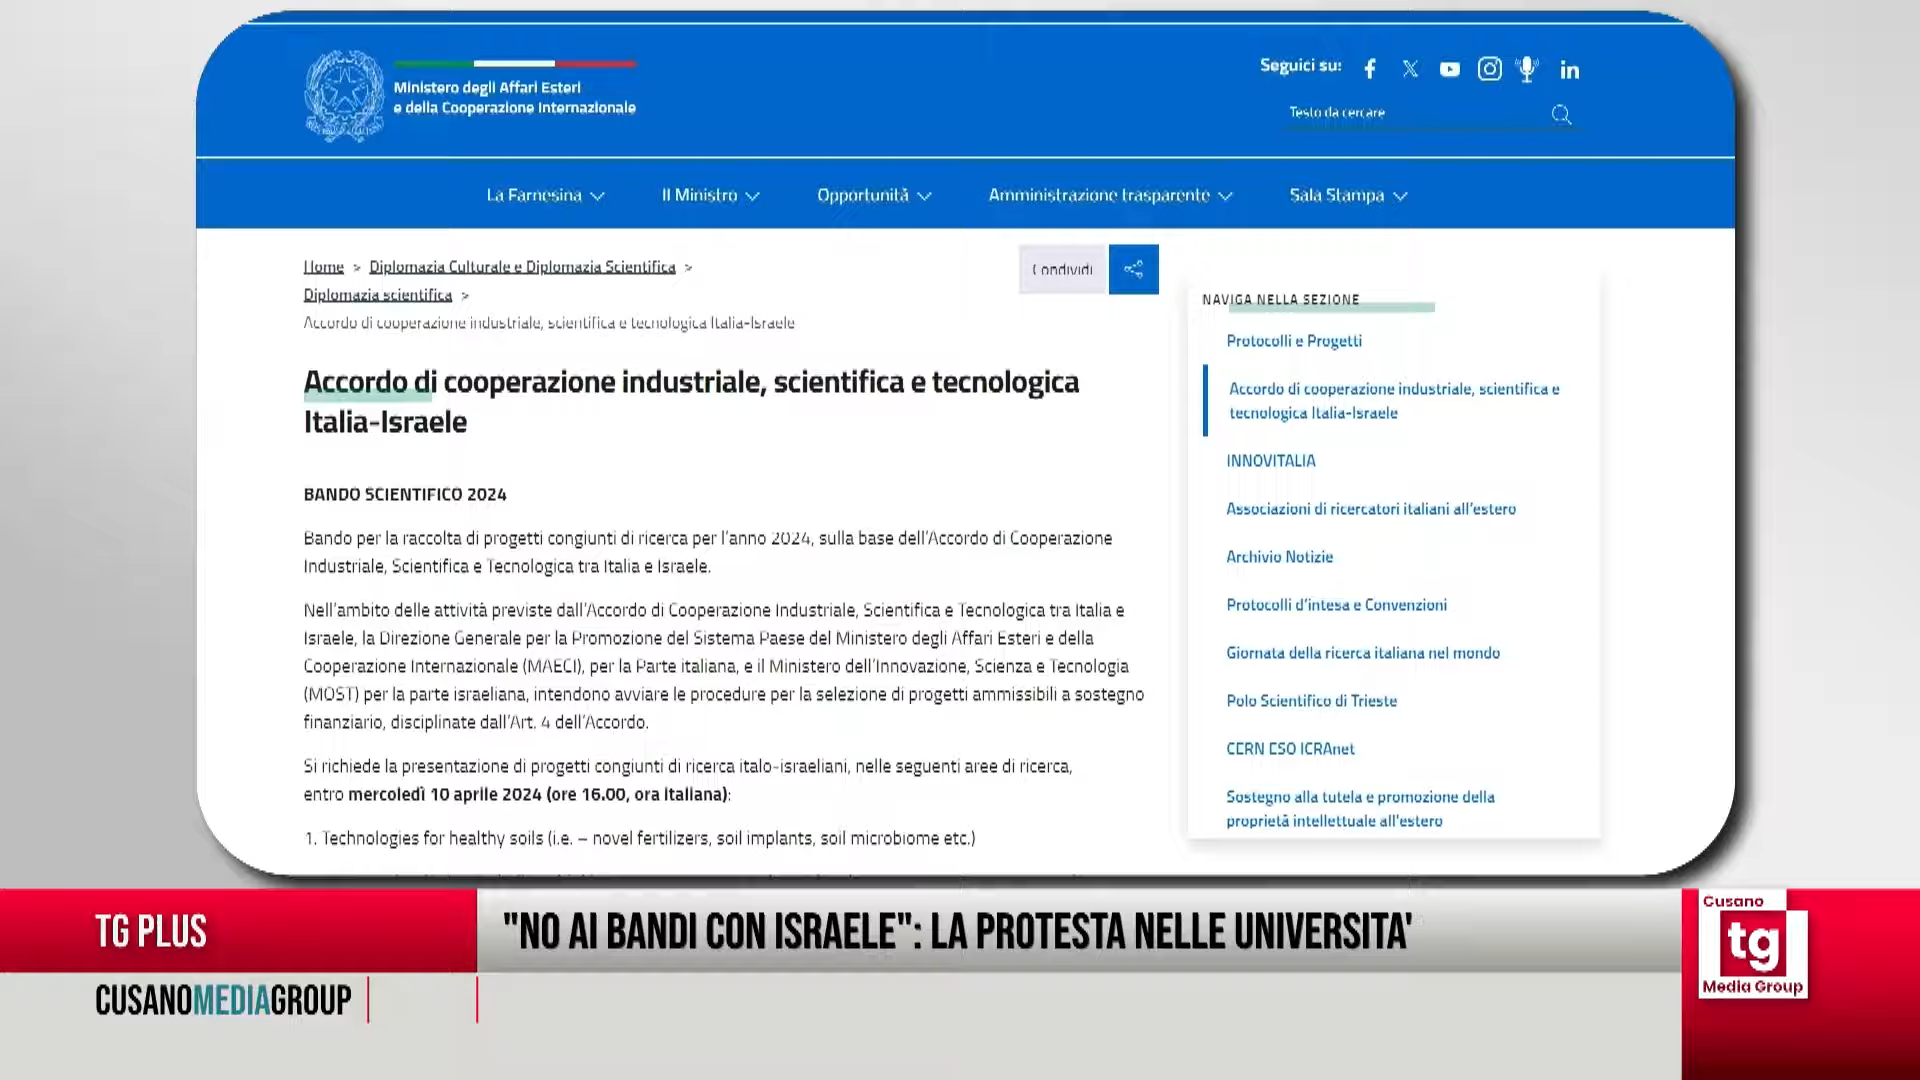 Ministero degli Affari Esteri
e della Cooperazione Internazionale
Seguici su:
Testo da cercare
La Farnesina
Il Ministro
Opportunità
Amministrazione trasparente
Sala Stampa
Home > Diplomazia Culturale e Diplomazia Scientifica >
Diplomazia scientifica >
Accordo di cooperazione industriale, scientifica e tecnologica Italia-Israele
Condividi
Accordo di cooperazione industriale, scientifica e tecnologica
Italia-Israele
BANDO SCIENTIFICO 2024
Bando per la raccolta di progetti congiunti di ricerca per l'anno 2024, sulla base dell'Accordo di Cooperazione
Industriale, Scientifica e Tecnologica tra Italia e Israele.
Nell'ambito delle attività previste dall'Accordo di Cooperazione Industriale, Scientifica e Tecnologica tra Italia e
Israele, la Direzione Generale per la Promozione del Sistema Paese del Ministero degli Affari Esteri e della
Cooperazione Internazionale (MAECI), per la Parte italiana, e il Ministero dell'Innovazione, Scienza e Tecnologia
(MOST) per la parte israeliana, intendono avviare le procedure per la selezione di progetti ammissibili a sostegno
finanziario, disciplinate dall'Art. 4 dell'Accordo.
Si richiede la presentazione di progetti congiunti di ricerca italo-israeliani, nelle seguenti aree di ricerca,
entro mercoledì 10 aprile 2024 (ore 16.00, ora italiana):
1. Technologies for healthy soils (i.e. – novel fertilizers, soil implants, soil microbiome etc.)
NAVIGA NELLA SEZIONE
Protocolli e Progetti
Accordo di cooperazione industriale, scientifica e
tecnologica Italia-Israele
INNOVITALIA
Associazioni di ricercatori italiani all'estero
Archivio Notizie
Protocolli d'intesa e Convenzioni
Giornata della ricerca italiana nel mondo
Polo Scientifico di Trieste
CERN ESO ICRAnet
Sostegno alla tutela e promozione della
proprietà intellettuale all'estero
TG PLUS
"NO AI BANDI CON ISRAELE": LA PROTESTA NELLE UNIVERSITA'
CUSANOMEDIAGROUP
Cusano
tg
Media Group